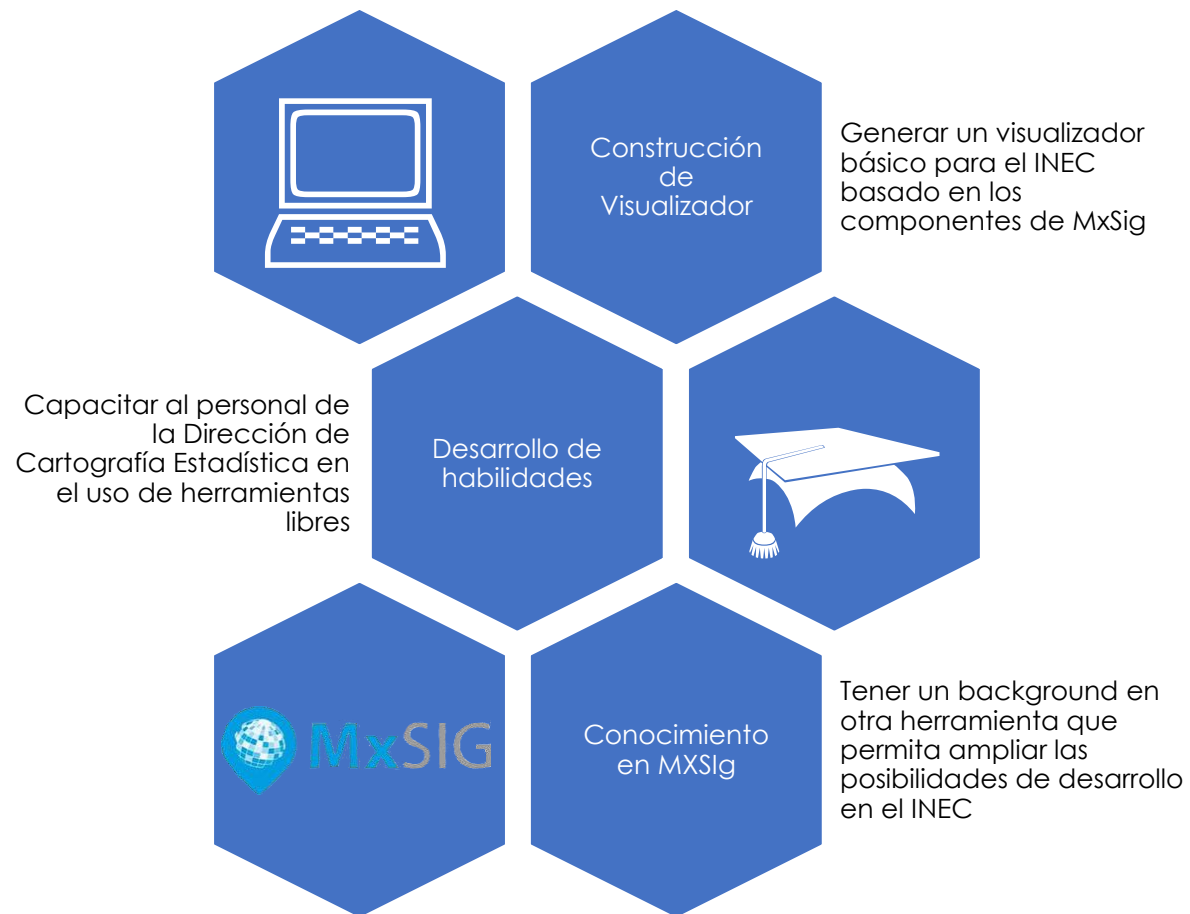 Construcción
de
Visualizador
Generar un visualizador
básico para el INEC
basado en los
componentes de MxSig
Capacitar al personal de
la Dirección de
Cartografía Estadística en
el uso de herramientas
libres
Desarrollo de
habilidades
MxSIG
Conocimiento
en MXSIg
Tener un background en
otra herramienta que
permita ampliar las
posibilidades de desarrollo
en el INEC